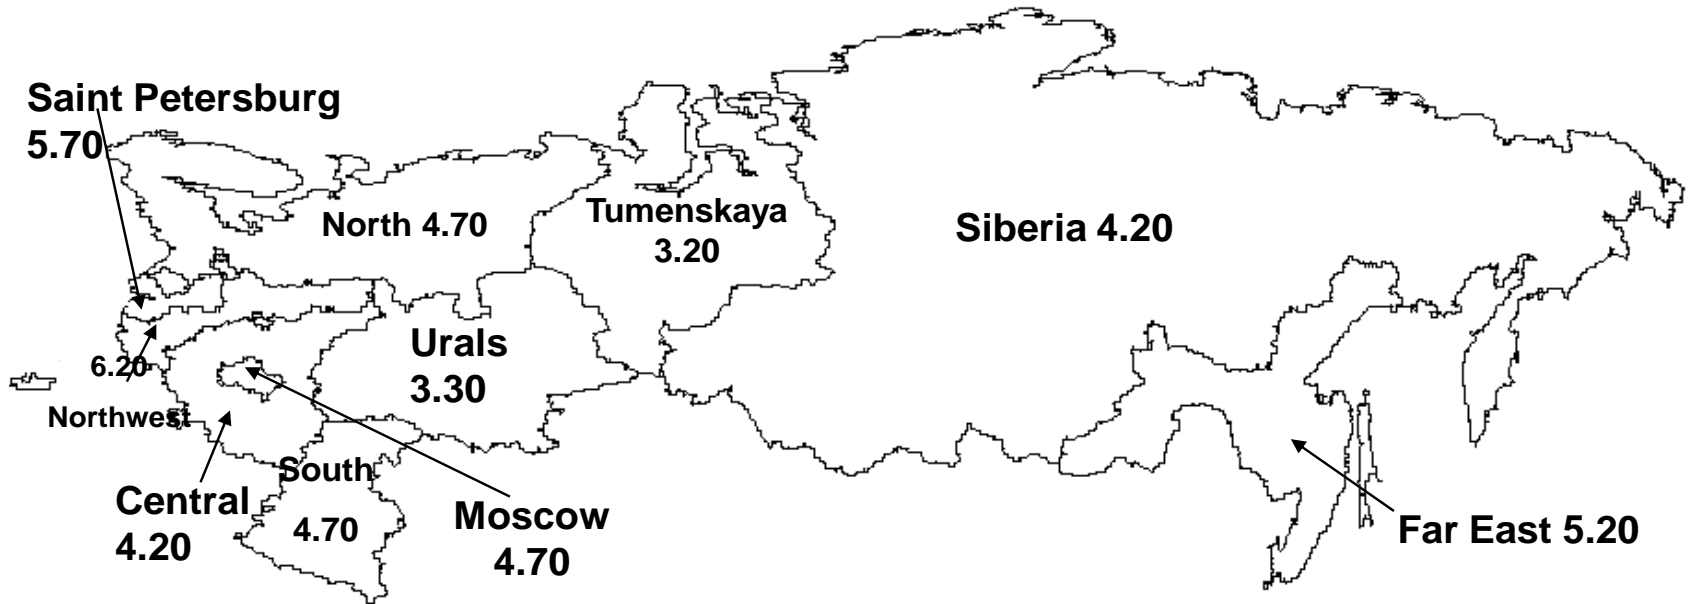 Saint Petersburg
5.70
North 4.70
Tumenskaya
3.20
Siberia 4.20
Urals
3.30
6.20
Northwest
South
4.70
Central
4.20
Moscow
4.70
Far East 5.20